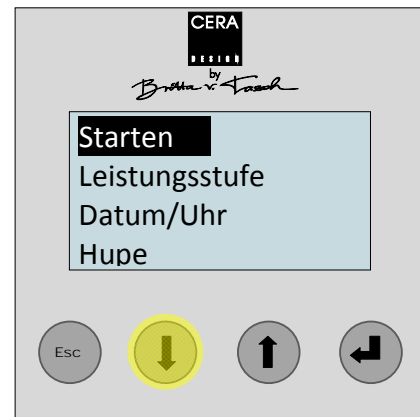 CERA
DESIGN
by
Britta v. Tasch
Starten
Leistungsstufe
Datum/Uhr
Hupe
Esc